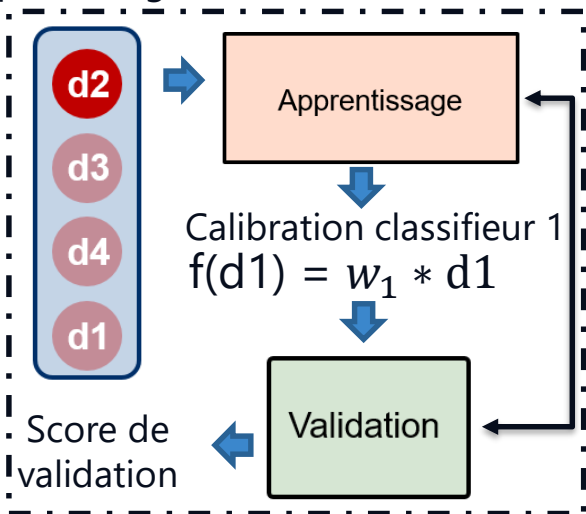 d2
Apprentissage
d3
Calibration classifieur 1
d4
f(d1) = w₁ * d1
d1
Validation
Score de
validation